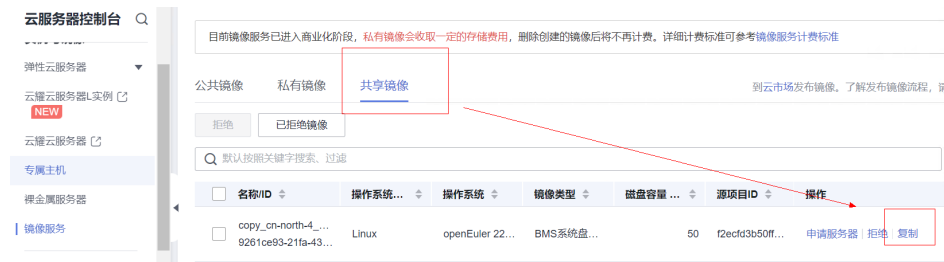 云服务器控制台
目前镜像服务已进入商业化阶段，私有镜像会收取一定的存储费用，删除创建的镜像后将不再计费。详细计费标准可参考镜像服务计费标准
弹性云服务器
云耀云服务器L实例
NEW
云耀云服务器
专属主机
裸金属服务器
镜像服务
公共镜像 私有镜像 共享镜像
到云市场发布镜像。了解发布镜像流程，
拒绝 已拒绝镜像
默认按照关键字搜索、过滤
名称/ID 操作系统... 操作系统 镜像类型 磁盘容量 ... 源项目ID 操作
copy_cn-north-4_...
9261ce93-21fa-43...
Linux openEuler 22... BMS系统盘... 50 f2ecfd3b50ff... 申请服务器 拒绝 复制